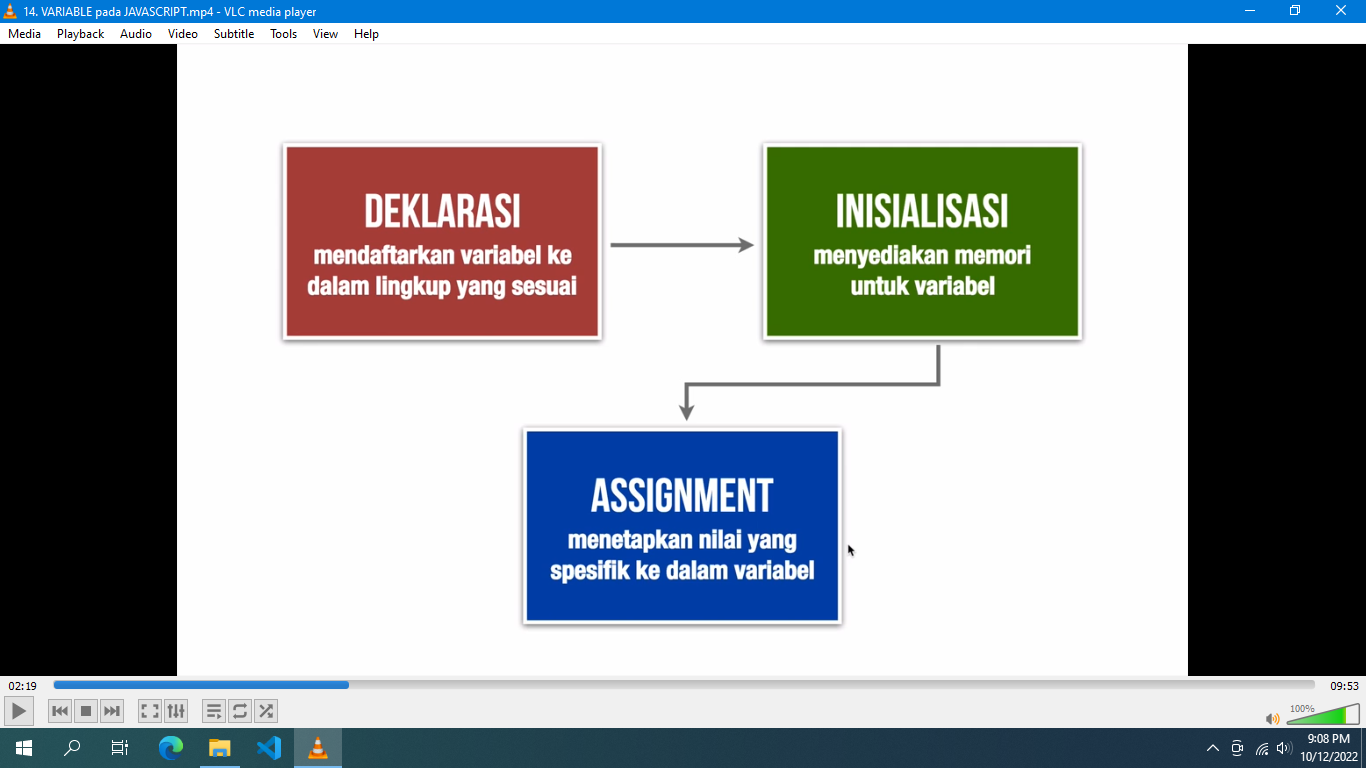 14. VARIABLE pada JAVASCRIPT.mp4 - VLC media player
Media Playback Audio Video Subtitle Tools View Help
DEKLARASI
mendaftarkan variabel ke
dalam lingkup yang sesuai
INISIALISASI
menyediakan memori
untuk variabel
ASSIGNMENT
menetapkan nilai yang
spesifik ke dalam variabel
02:19
09:53
100%
9:08 PM
10/12/2022